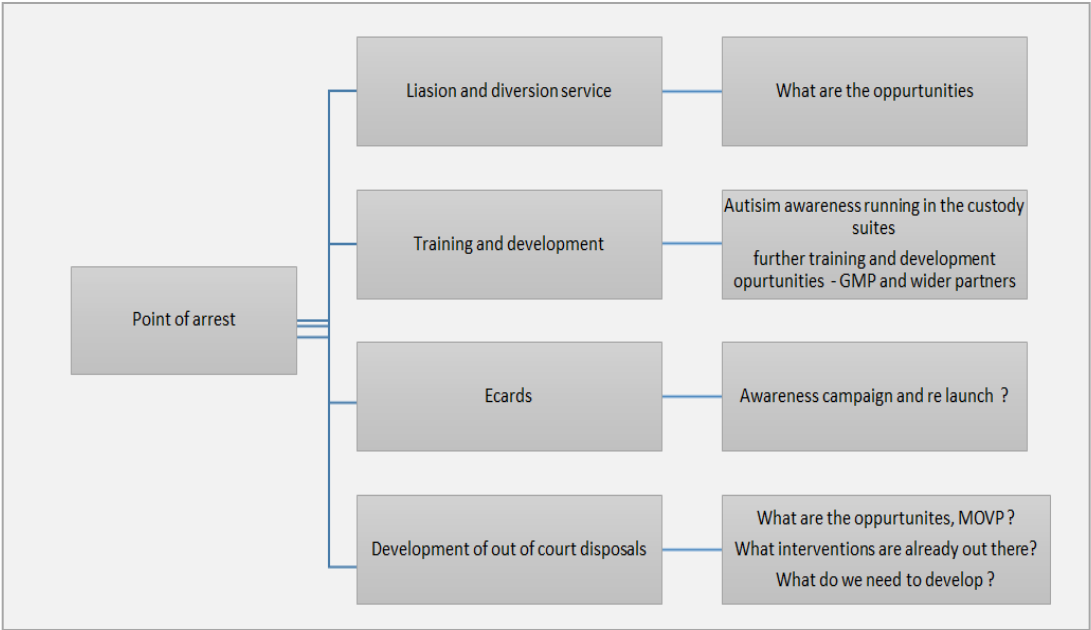 Liasion and diversion service
What are the oppurtunities
Training and development
Autisim awareness running in the custody
suites
further training and development
opurtunities - GMP and wider partners
Point of arrest
Ecards
Awareness campaign and re launch ?
Development of out of court disposals
What are the oppurtunites, MOVP ?
What interventions are already out there?
What do we need to develop ?